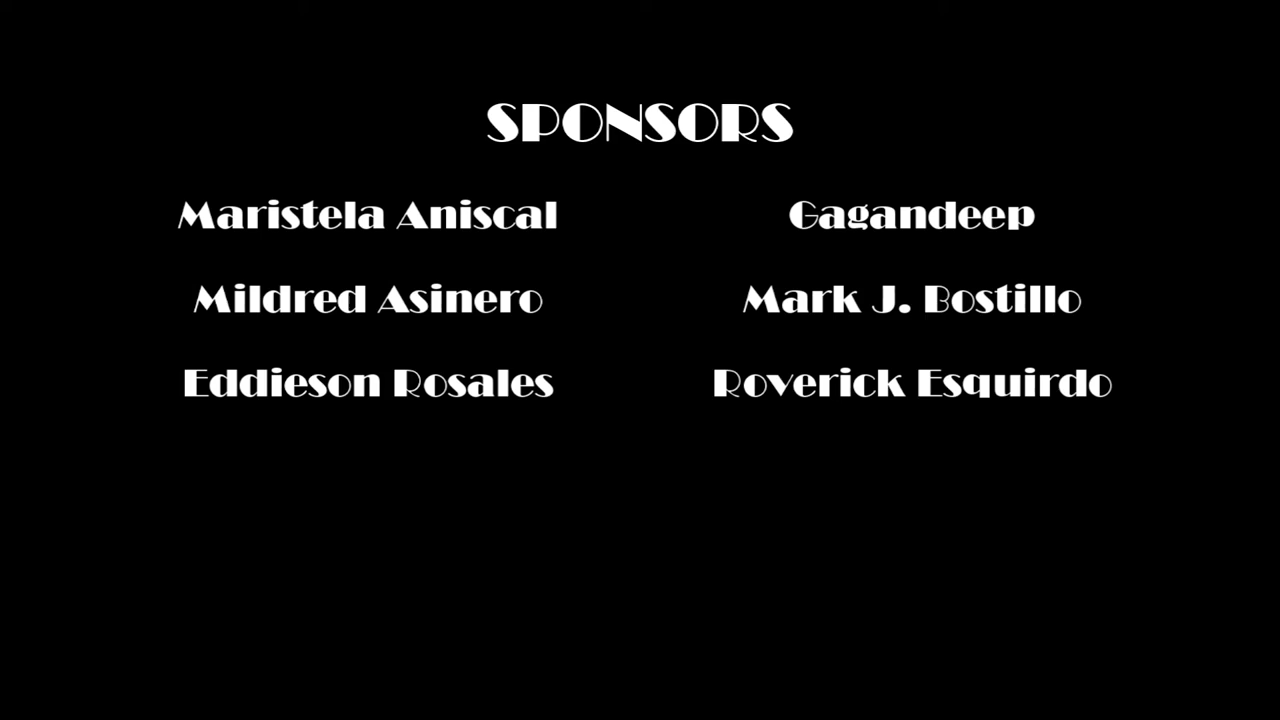 SPONSORS
Maristela Aniscal
Gagandeep
Mildred Asinero
Mark J. Bostillo
Eddieson Rosales
Roverick Esquirdo